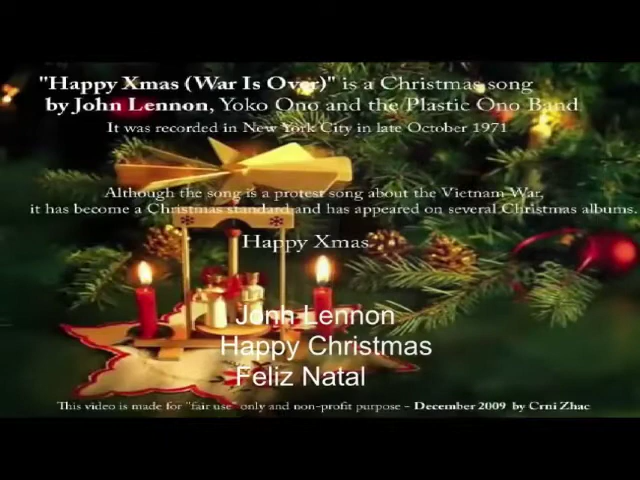 "Happy Xmas (War Is Over)" is a Christmas song
by John Lennon, Yoko Ono and the Plastic Ono Band
It was recorded in New York City in late October 1971
Although the song is a protest song about the Vietnam War,
it has become a Christmas standard and has appeared on several Christmas albums.
Happy Xmas
Jonh Lennon
Happy Christmas
Feliz Natal
This video is made for "fair use" only and non-profit purpose - December 2009 by Crni Zhac